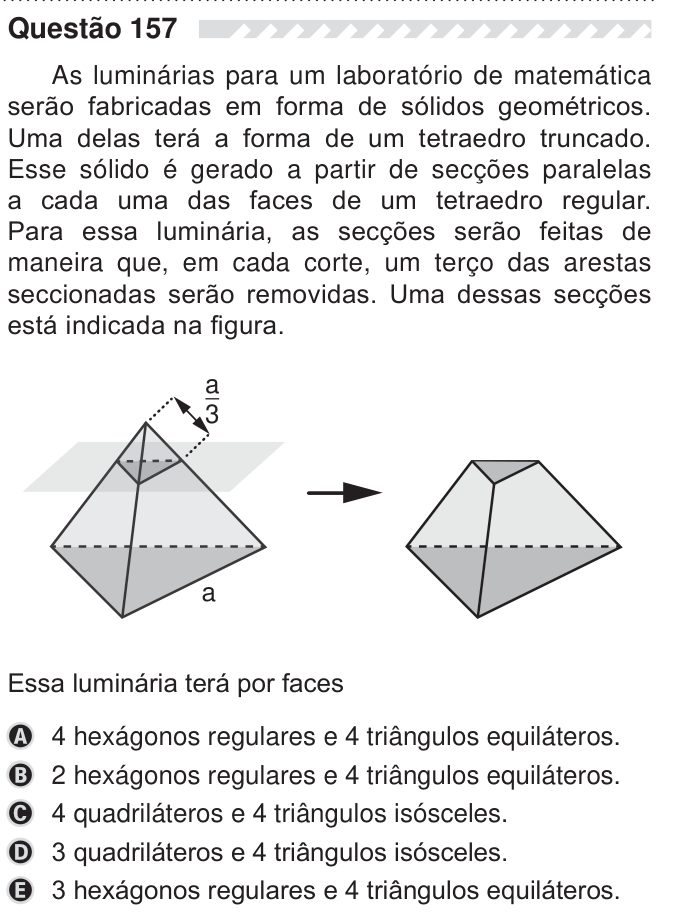 Questão 157
As luminárias para um laboratório de matemática
serão fabricadas em forma de sólidos geométricos.
Uma delas terá a forma de um tetraedro truncado.
Esse sólido é gerado a partir de secções paralelas
a cada uma das faces de um tetraedro regular.
Para essa luminária, as secções serão feitas de
maneira que, em cada corte, um terço das arestas
seccionadas serão removidas. Uma dessas secções
está indicada na figura.
a
3
a
Essa luminária terá por faces
A 4 hexágonos regulares e 4 triângulos equiláteros.
B 2 hexágonos regulares e 4 triângulos equiláteros.
C 4 quadriláteros e 4 triângulos isósceles.
D 3 quadriláteros e 4 triângulos isósceles.
E 3 hexágonos regulares e 4 triângulos equiláteros.